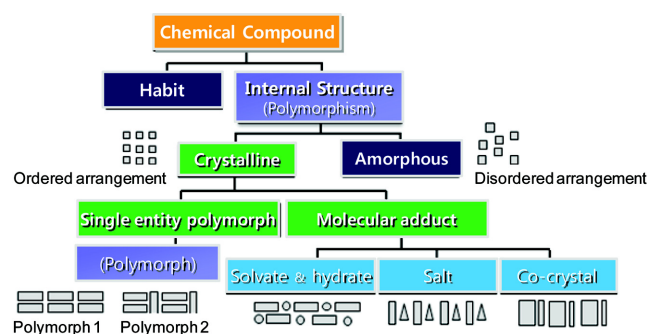 Chemical Compound
Habit
Internal Structure
(Polymorphism)
Crystalline
Amorphous
Ordered arrangement
Disordered arrangement
Single entity polymorph
Molecular adduct
(Polymorph)
Solvate & hydrate
Salt
Co-crystal
Polymorph 1
Polymorph 2